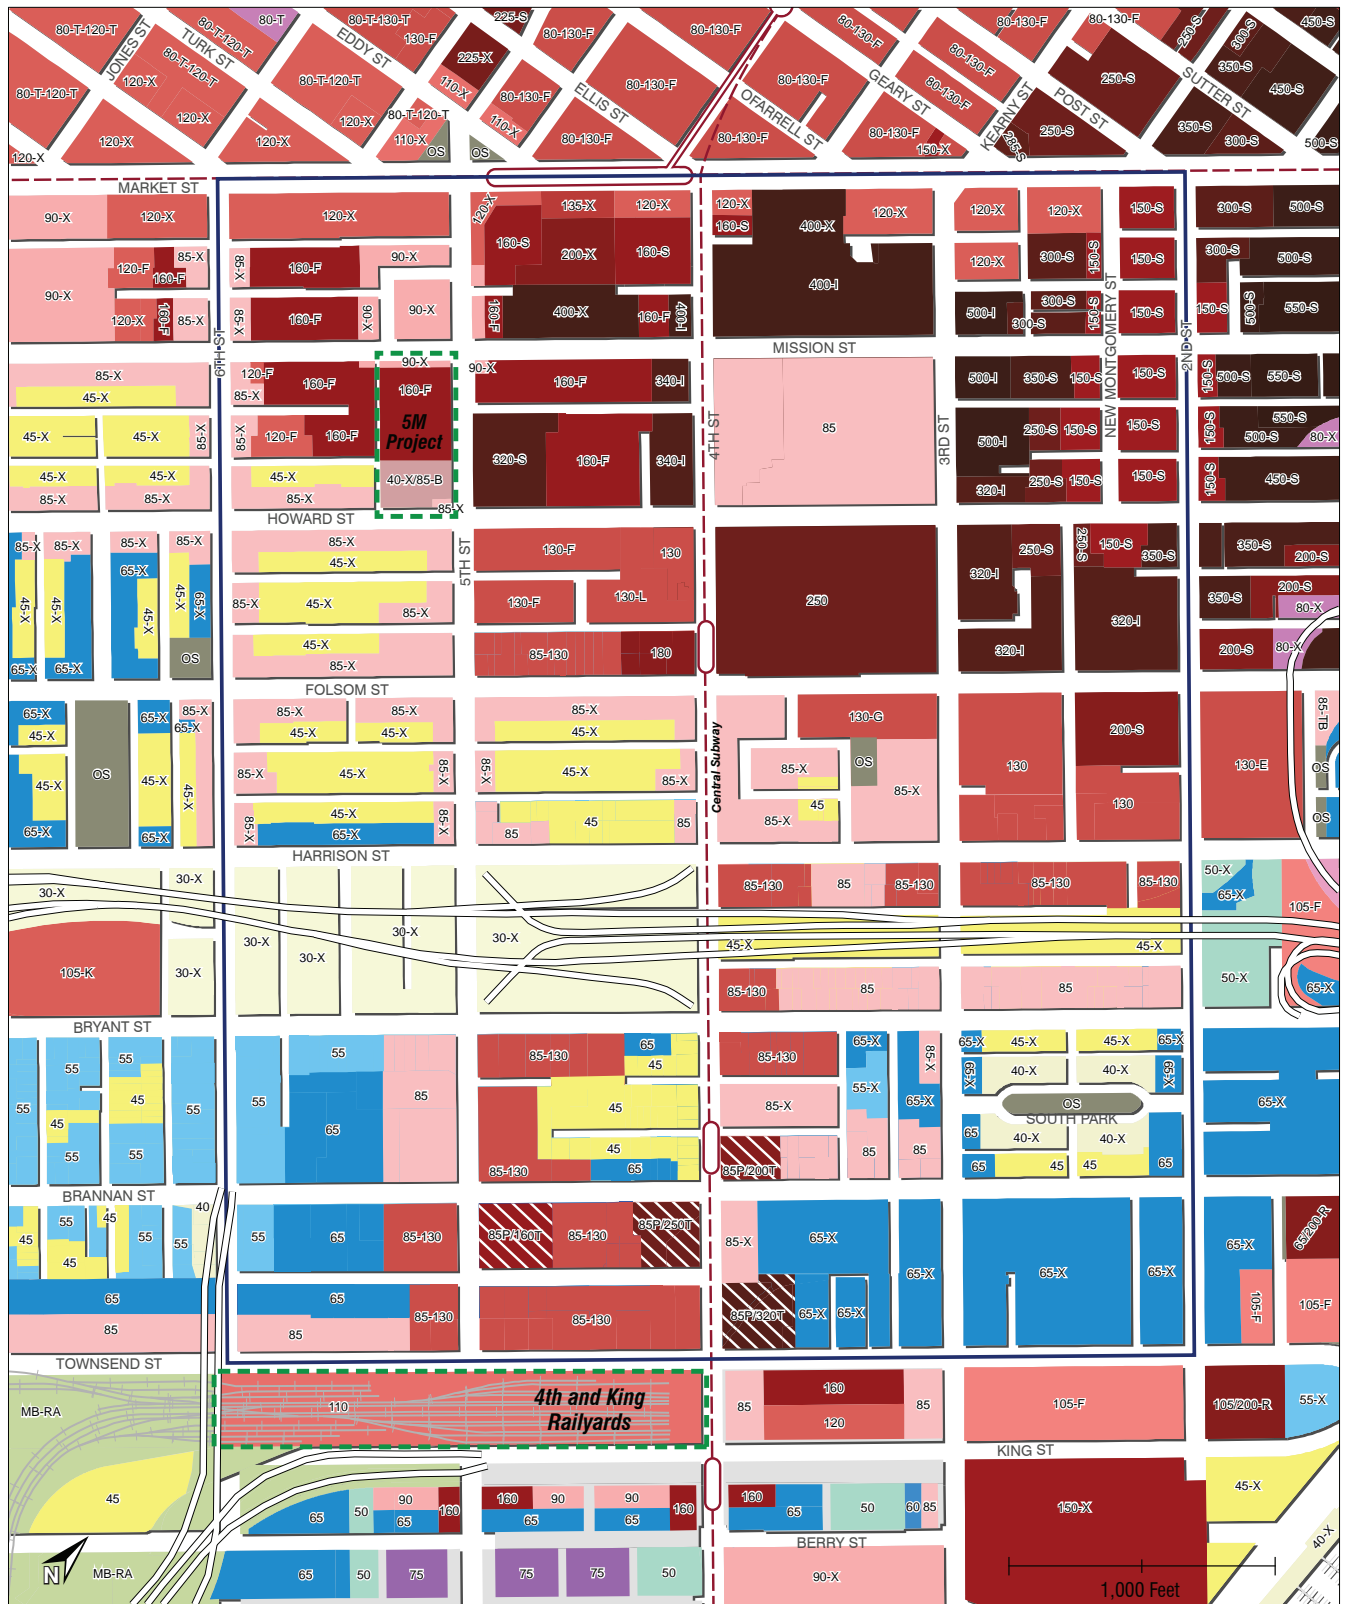 80-T-120-T
JONES ST
TURK ST
80-T-120-T
80-T
80-T-130-T
EDDY ST
130-F
225-S
80-130-F
80-130-F
80-130-F
80-130-F
80-130-F
250-S
300-S
450-S
80-T-120-T
80-T-120-T
120-X
80-T-120-T
225-X
110-X
80-130-F
ELLIS ST
80-130-F
80-130-F
GEARY ST
80-130-F
KEARNY ST
POST ST
250-S
SUTTER ST
350-S
450-S
120-X
120-X
120-X
120-X
80-T-120-T
110-X
OS
OS
110-X
80-130-F
OFARRELL ST
80-130-F
80-130-F
150-X
285-S
250-S
350-S
300-S
500-S
120-X
120-X
MARKET ST
90-X
120-X
120-X
120-X
135-X
120-X
120-X
160-S
400-X
120-X
120-X
120-X
150-S
300-S
500-S
85-X
120-F
160-F
85-X
160-F
90-X
160-S
200-X
160-S
400-I
120-X
300-S
150-S
150-S
300-S
500-S
90-X
120-X
160-F
85-X
85-X
160-F
90-X
90-X
160-F
400-X
160-F
400-I
500-I
300-S
300-S
150-S
150-S
150-S
500-S
550-S
6TH ST
MISSION ST
NEW MONTGOMERY ST
2ND ST
85-X
45-X
120-F
85-X
160-F
90-X
160-F
90-X
160-F
340-I
500-I
350-S
150-S
150-S
150-S
500-S
550-S
5M
Project
45-X
45-X
85-X
85-X
120-F
160-F
320-S
160-F
340-I
4TH ST
85
3RD ST
500-I
250-S
150-S
150-S
150-S
550-S
500-S
80-X
45-X
45-X
85-X
85-X
45-X
85-X
40-X/85-B
85-X
320-I
250-S
150-S
150-S
150-S
450-S
HOWARD ST
5TH ST
85-X
85-X
65-X
85-X
85-X
45-X
130-F
130
250-S
250-S
150-S
350-S
350-S
200-S
45-X
45-X
45-X
45-X
65-X
85-X
45-X
85-X
130-F
130-L
250
320-I
320-I
350-S
200-S
80-X
65-X
65-X
OS
45-X
85-X
85-130
180
320-I
200-S
80-X
FOLSOM ST
65-X
45-X
65-X
85-X
65-X
85-X
85-X
45-X
45-X
85-X
45-X
Central Subway
130-G
200-S
85-TB
45-X
OS
45-X
45-X
85-X
45-X
85-X
85-X
45-X
85-X
85-X
OS
85-X
130
130-E
OS
65-X
65-X
85-X
45-X
65-X
85-X
85
45
85
85-X
45
130
OS
HARRISON ST
30-X
30-X
85-130
85
85-130
85-130
85-130
50-X
65-X
105-F
105-K
30-X
30-X
30-X
30-X
30-X
45-X
45-X
50-X
65-X
85-130
85
85
BRYANT ST
55
55
55
55
55
85-130
65
45
85-130
65-X
85-X
65-X
45-X
45-X
65-X
55
45
45
55
55
65
85
45
85-X
55-X
65-X
65-X
40-X
40-X
65-X
65-X
OS
SOUTH PARK
55
55
85-130
45
65
85P/200T
85
85
65
40-X
40-X
65
45
45
65
BRANNAN ST
45
55
45
45
55
55
40
55
65
85-130
85P/160T
85-130
85P/250T
85-X
65-X
65-X
65-X
65-X
65-X
65/200-R
65
85
65
85
85-130
85-130
85P/320T
65-X
65-X
105-F
105-F
TOWNSEND ST
MB-RA
110
4th and King
Railyards
85
160
120
85
105-F
105/200-R
55-X
KING ST
45
65
50
90
65
160
160
90
65
90
65
160
160
65
50
60
85
150-X
45-X
40-X
BERRY ST
N
MB-RA
65
50
75
75
75
50
90-X
1,000 Feet